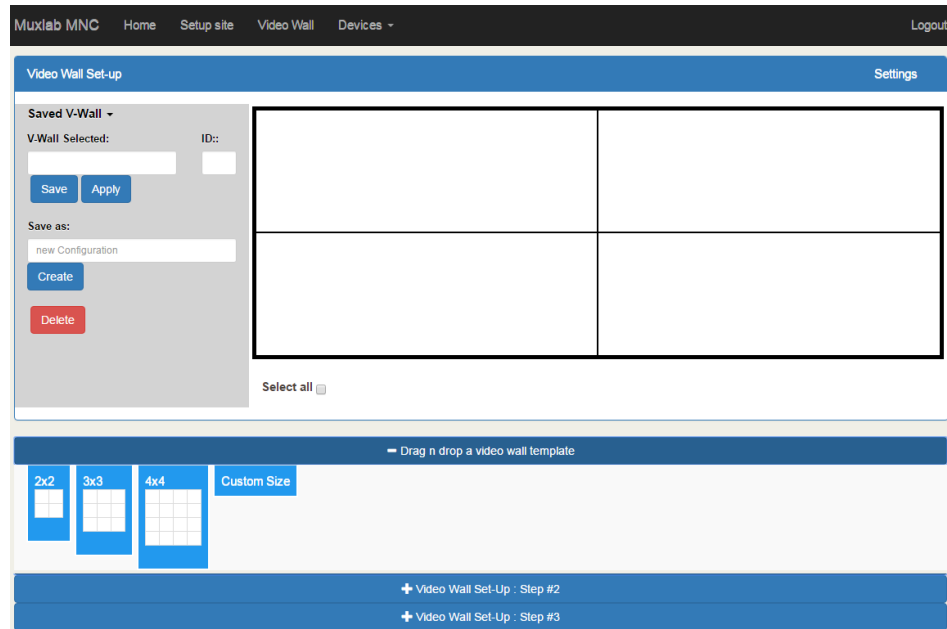 Muxlab MNC Home Setup site Video Wall Devices Logout
Video Wall Set-up Settings
Saved V-Wall
V-Wall Selected: ID::
Save Apply
Save as:
new Configuration
Create
Delete
Select all
Drag n drop a video wall template
2x2 3x3 4x4 Custom Size
Video Wall Set-Up : Step #2
Video Wall Set-Up : Step #3